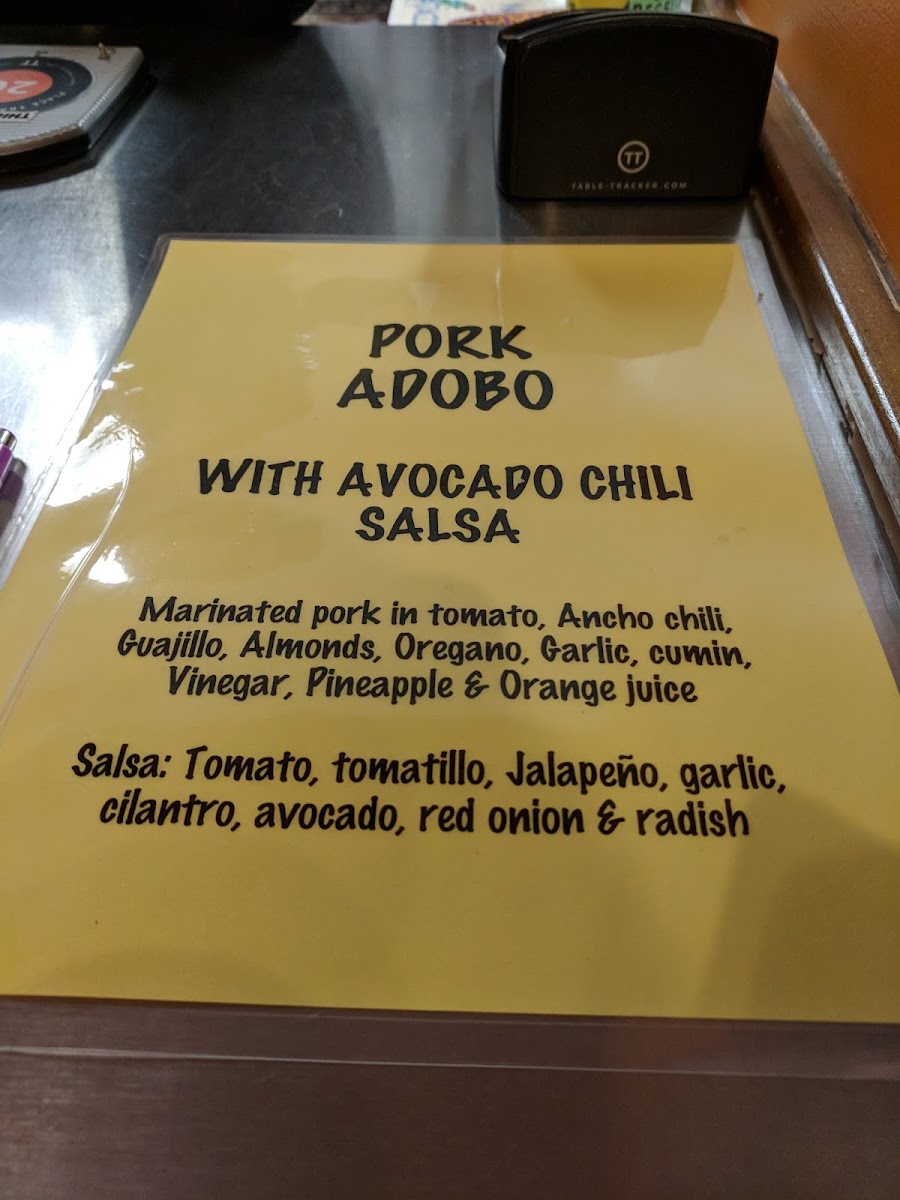 TT
TABLE-TRACKER.COM
PORK
ADOBO
WITH AVOCADO CHILI
SALSA
Marinated pork in tomato, Ancho chili,
Guajillo, Almonds, Oregano, Garlic, cumin,
Vinegar, Pineapple & Orange juice
Salsa: Tomato, tomatillo, Jalapeño, garlic,
cilantro, avocado, red onion & radish